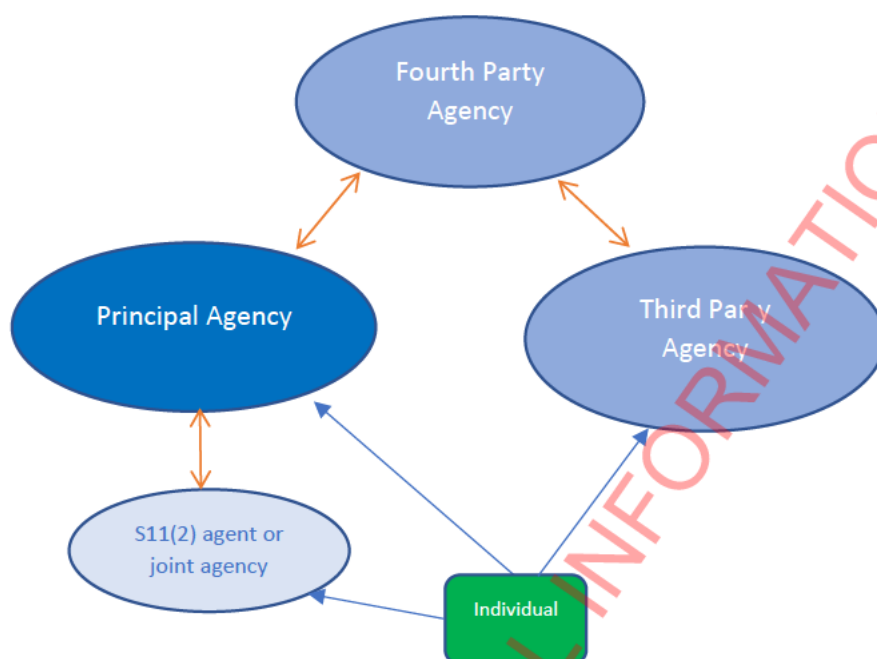 Fourth Party
Agency
Principal Agency
Third Party
Agency
S11(2) agent or
joint agency
Individual
L INFORMATIO